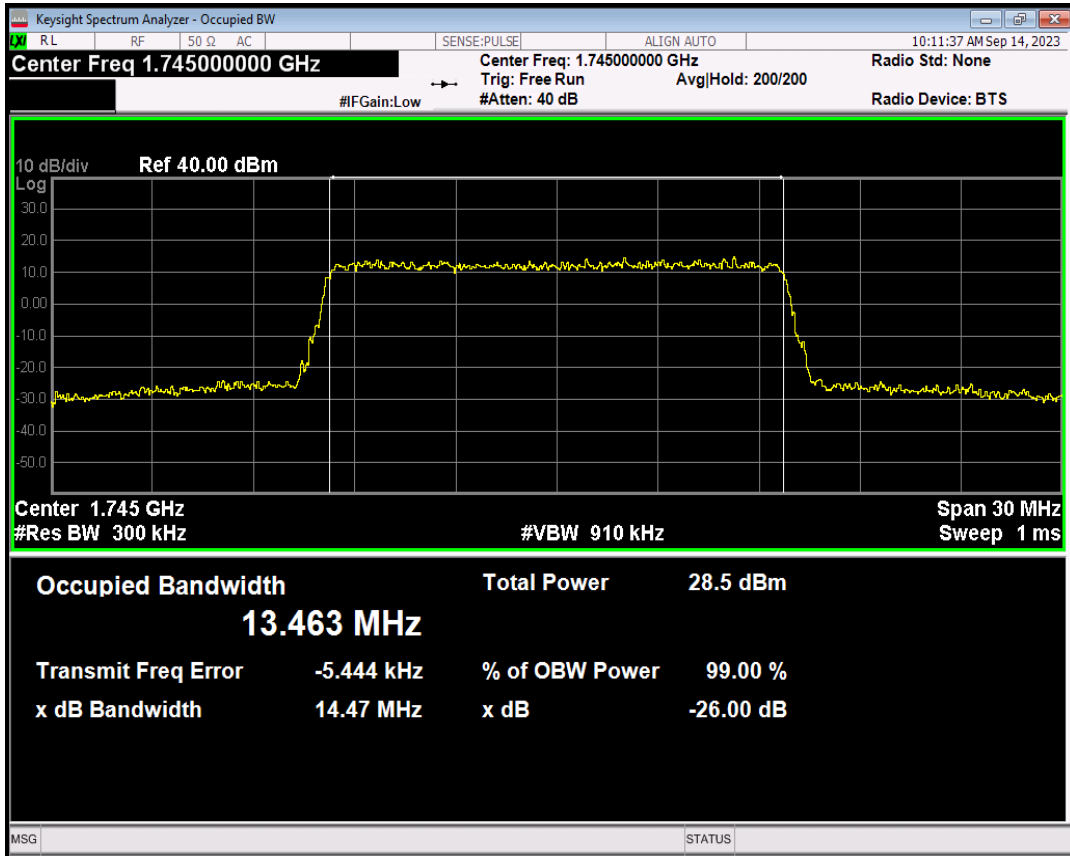 Keysight Spectrum Analyzer - Occupied BW
LXI RL RF 50 Ω AC SENSE:PULSE ALIGN AUTO 10:11:37 AM Sep 14, 2023
Center Freq 1.745000000 GHz Center Freq: 1.745000000 GHz Radio Std: None
Trig: Free Run Avg|Hold: 200/200
#IFGain:Low #Atten: 40 dB Radio Device: BTS
10 dB/div Ref 40.00 dBm
Log
30.0
20.0
10.0
0.00
-10.0
-20.0
-30.0
-40.0
-50.0
Center 1.745 GHz Span 30 MHz
#Res BW 300 kHz #VBW 910 kHz Sweep 1 ms
Occupied Bandwidth Total Power 28.5 dBm
13.463 MHz
Transmit Freq Error -5.444 kHz % of OBW Power 99.00 %
x dB Bandwidth 14.47 MHz x dB -26.00 dB
MSG STATUS